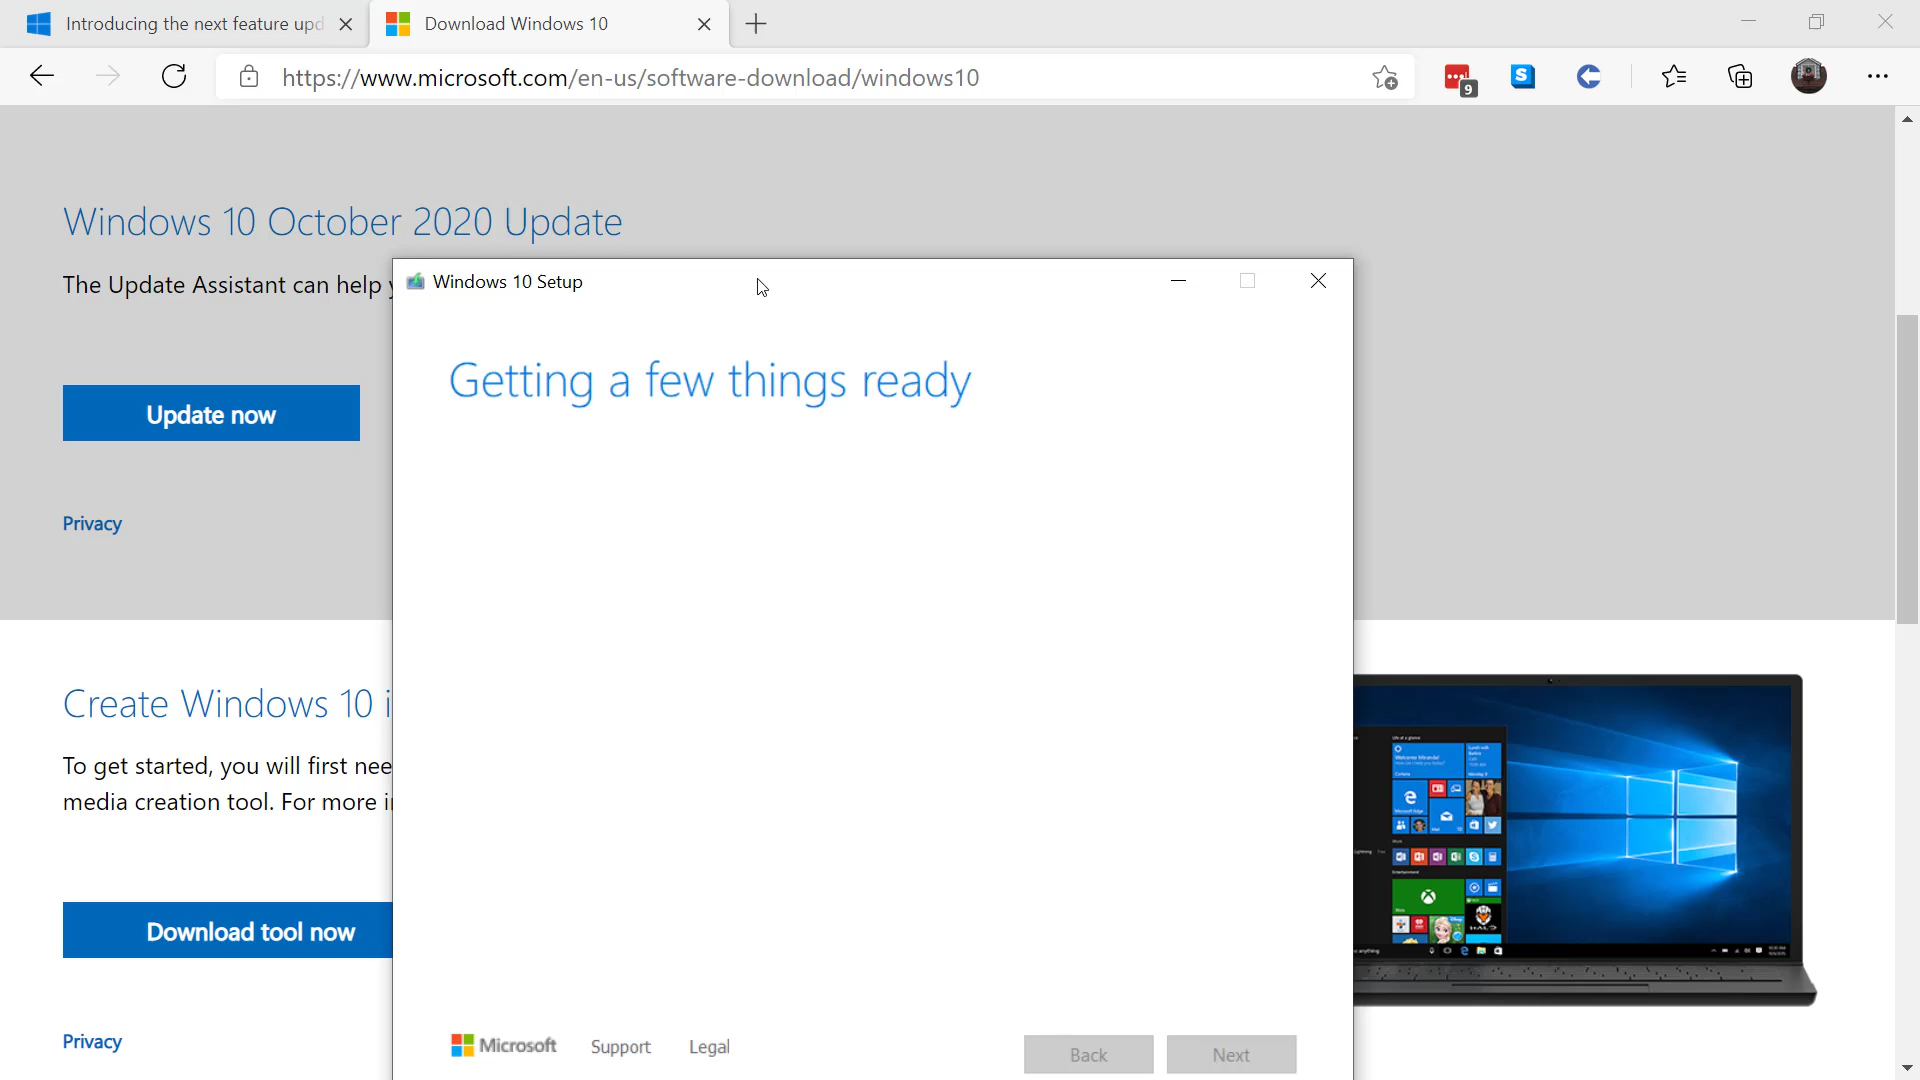 Introducing the next feature upd
Download Windows 10
https://www.microsoft.com/en-us/software-download/windows10
9
S
Windows 10 October 2020 Update
The Update Assistant can help y
Update now
Privacy
Windows 10 Setup
Getting a few things ready
Create Windows 10 i
To get started, you will first nee
media creation tool. For more i
Download tool now
Privacy
Microsoft
Support
Legal
Back
Next